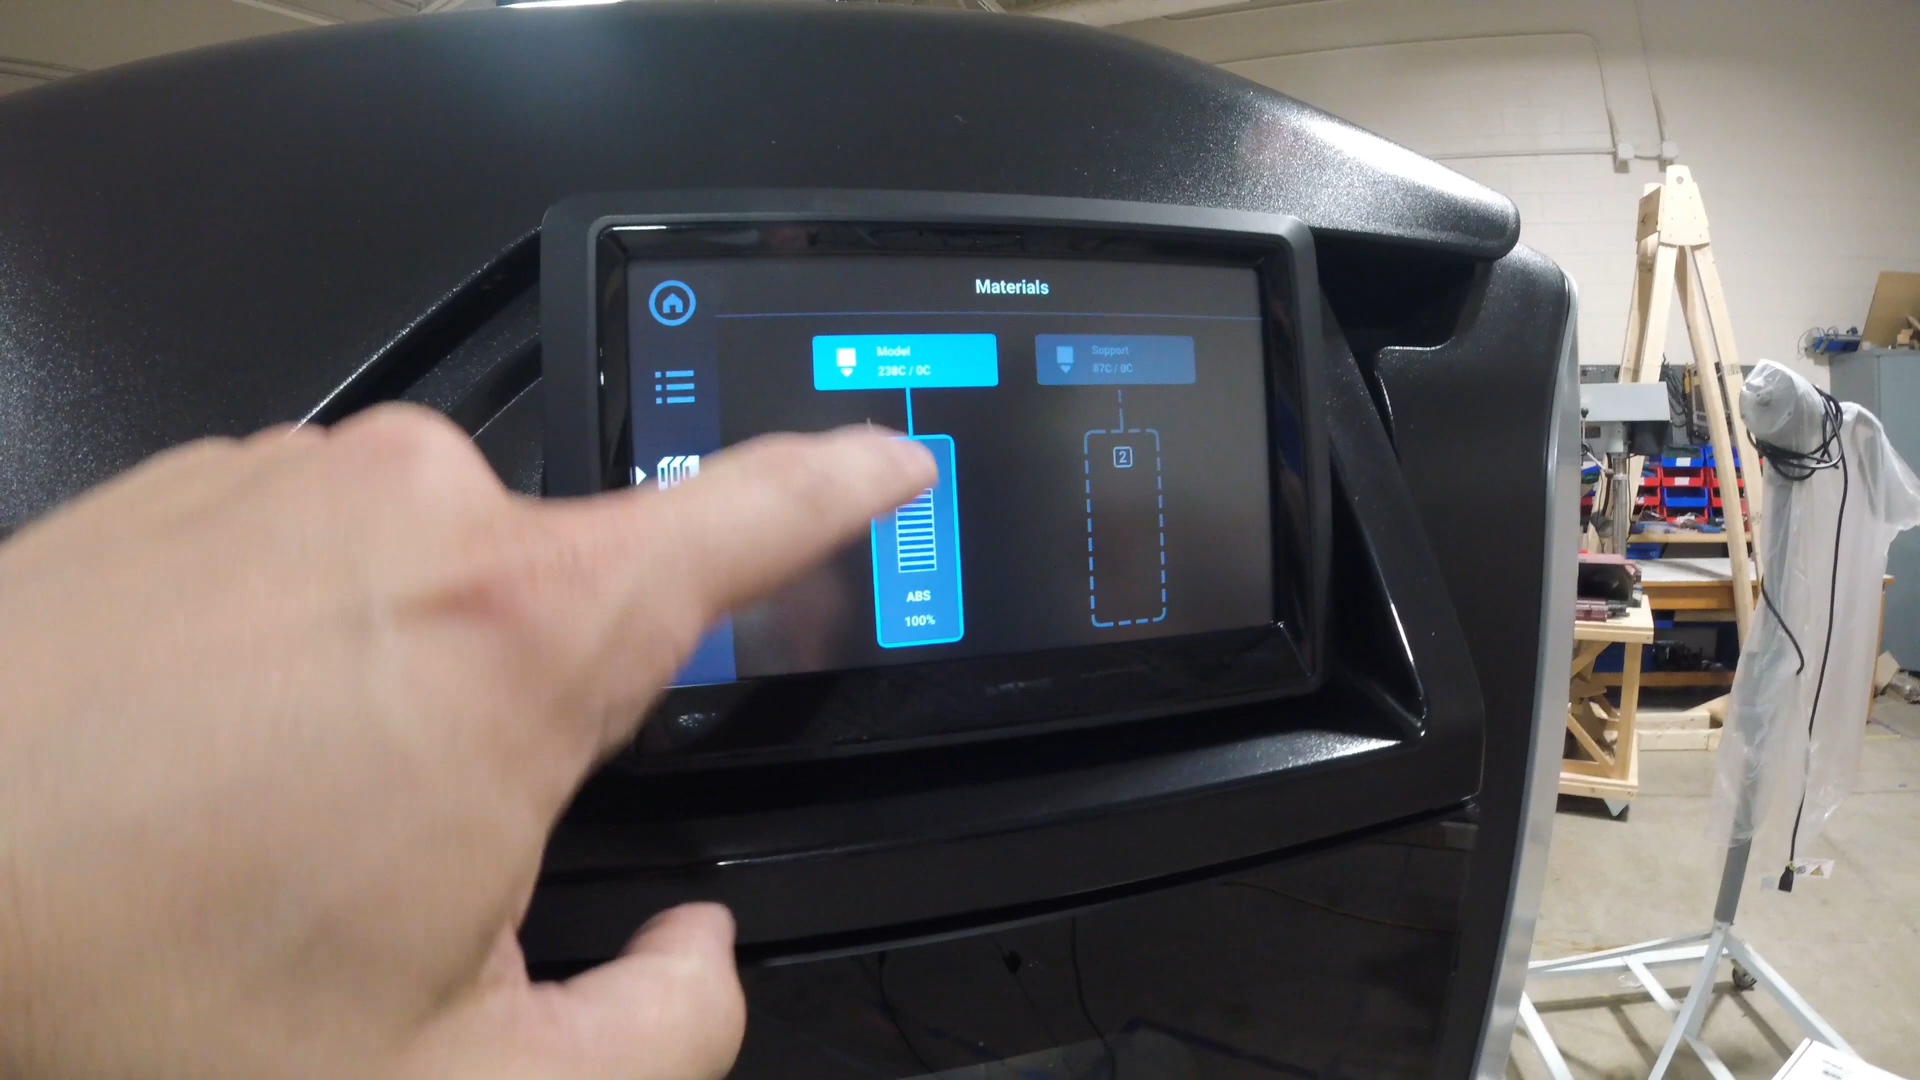 Materials
Model
238C / 0C
Support
87C / 0C
2
ABS
100%